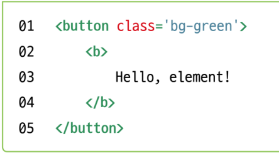 01 <button class='bg-green'>
02 <b>
03 Hello, element!
04 </b>
05 </button>